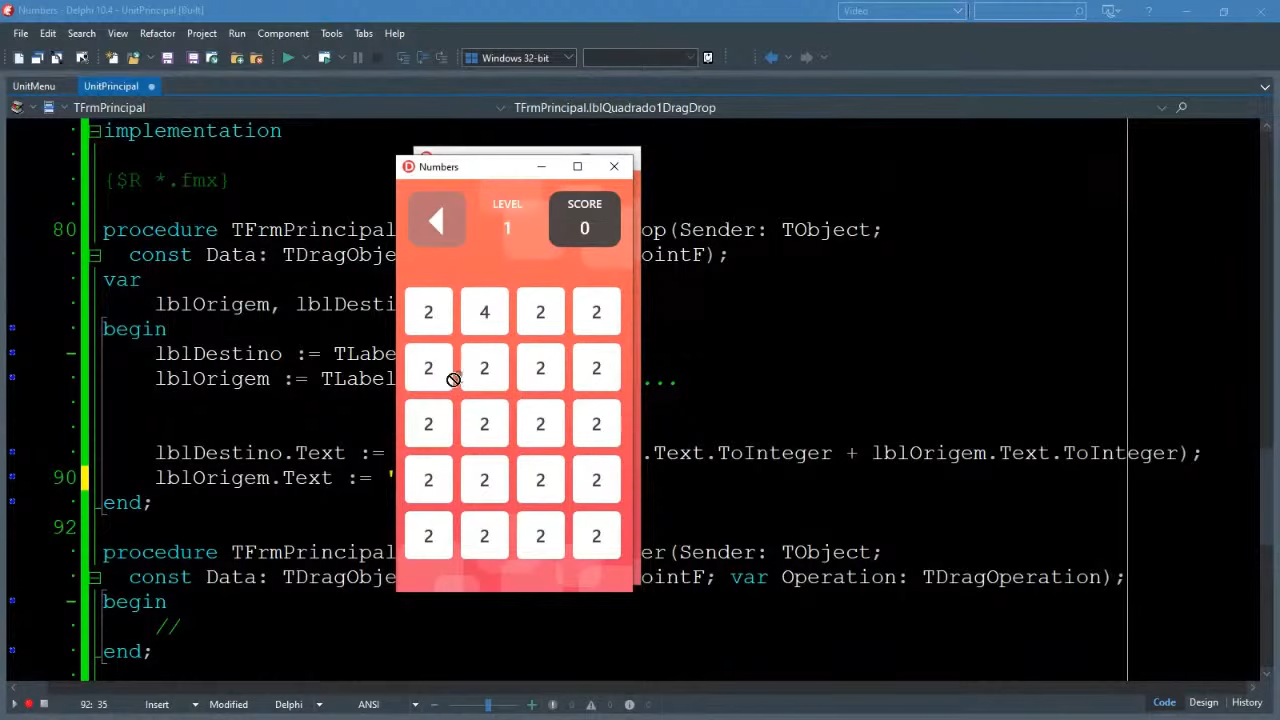 Numbers - Delphi 10.4 - UnitPrincipal [Built]
Video
File Edit Search View Refactor Project Run Component Tools Tabs Help
Windows 32-bit
UnitMenu UnitPrincipal
TFrmPrincipal TFrmPrincipal.lblQuadrado1DragDrop
implementation
{$R *.fmx}
80 procedure TFrmPrincipal op(Sender: TObject;
const Data: TDragObje ointF);
var
lblOrigem, lblDesti
begin
lblDestino := TLabe
lblOrigem := TLabel ...
lblDestino.Text := .Text.ToInteger + lblOrigem.Text.ToInteger);
90 lblOrigem.Text := '
end;
92
procedure TFrmPrincipal er(Sender: TObject;
const Data: TDragObje ointF; var Operation: TDragOperation);
begin
//
end;
Numbers
LEVEL SCORE
1 0
2 4 2 2
2 2 2 2
2 2 2 2
2 2 2 2
2 2 2 2
92: 35 Insert Modified Delphi ANSI 0 0 0 Code Design History